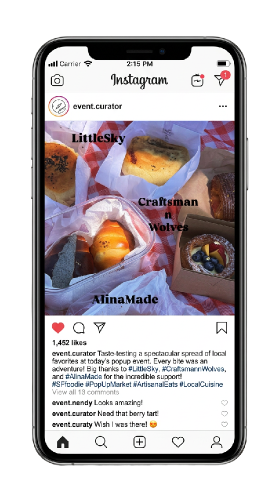 Carrier 2:15 PM
Instagram
event.curator
LittleSky
Craftsman
n
Wolves
AlinaMade
1,452 likes
event.curator Taste-testing a spectacular spread of local
favorites at today's popup event. Every bite was an
adventure! Big thanks to #LittleSky, #CraftsmannWolves,
and #AlinaMade for the incredible support!
#SFfoodie #PopUpMarket #ArtisanalEats #LocalCuisine
View all 13 comments
event.nendy Looks amazing!
event.curator Need that berry tart!
event.curaty Wish I was there! 😊